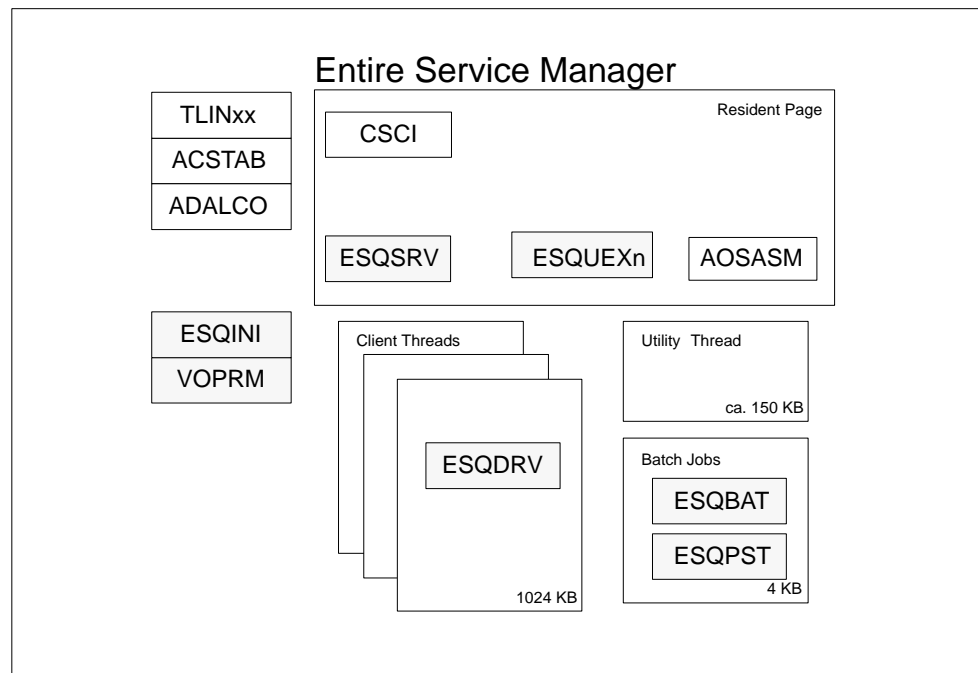 Entire Service Manager
TLINxx
ACSTAB
ADALCO
Resident Page
CSCI
ESQSRV
ESQUEXn
AOSASM
ESQINI
VOPRM
Client Threads
ESQDRV
1024 KB
Utility Thread
ca. 150 KB
Batch Jobs
ESQBAT
ESQPST
4 KB